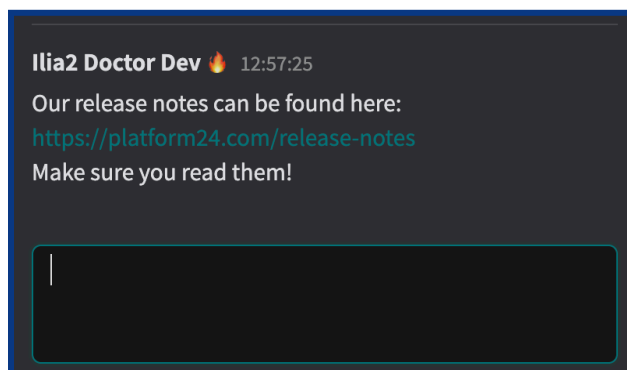 Ilia2 Doctor Dev 🔥 12:57:25
Our release notes can be found here:
https://platform24.com/release-notes
Make sure you read them!